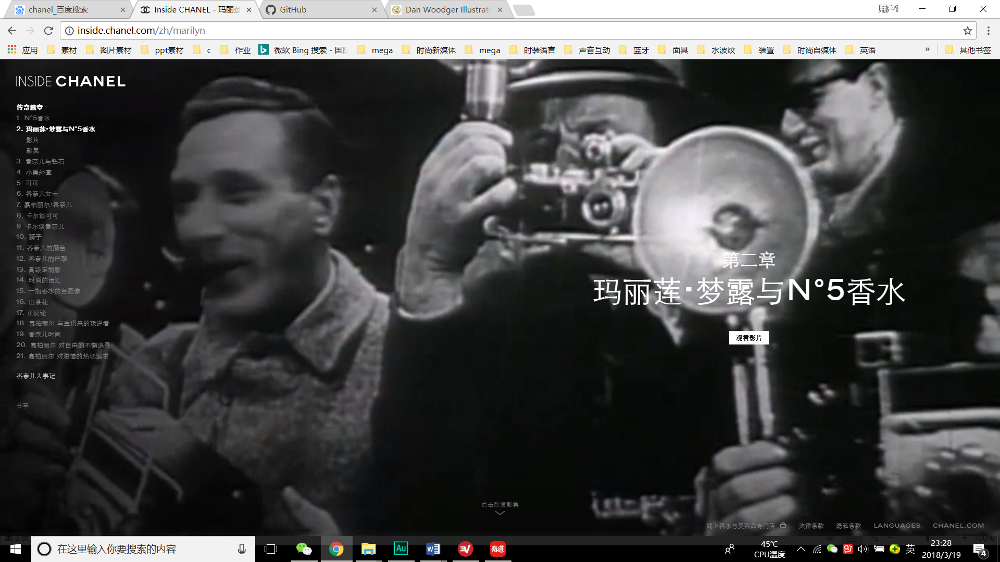 chanel_百度搜索
Inside CHANEL - 玛丽莲
GitHub
Dan Woodger Illustrati
用户1
inside.chanel.com/zh/marilyn
应用 素材 图片素材 ppt素材 c 作业 微软 Bing 搜索 - 国际 mega 时尚新媒体 mega 时装语言 声音互动 蓝牙 面具 水波纹 装置 时尚自媒体 英语 » 其他书签
INSIDE CHANEL
传奇篇章
1. N°5香水
2. 玛丽莲·梦露与N°5香水
影片
影集
3. 香奈儿与钻石
4. 小黑外套
5. 可可
6. 香奈儿女士
7. 嘉柏丽尔·香奈儿
8. 卡尔谈可可
9. 卡尔谈香奈儿
10. 狮子
11. 香奈儿的颜色
12. 香奈儿的巴黎
13. 高级定制服
14. 时尚的语汇
15. 一瓶香水的自画像
16. 山茶花
17. 正反论
18. 嘉柏丽尔 与生俱来的叛逆者
19. 香奈儿时间
20. 嘉柏丽尔 对自由的不懈追寻
21. 嘉柏丽尔 对激情的热切追求
香奈儿大事记
分享
第二章
玛丽莲·梦露与N°5香水
观看影片
点击欣赏影集
线上香水与美容品专门店 法律条款 隐私条款 LANGUAGES CHANEL.COM
第 3 页
100%
在这里输入你要搜索的内容
Au
有道
45℃
CPU温度
英
23:28
2018/3/19
4